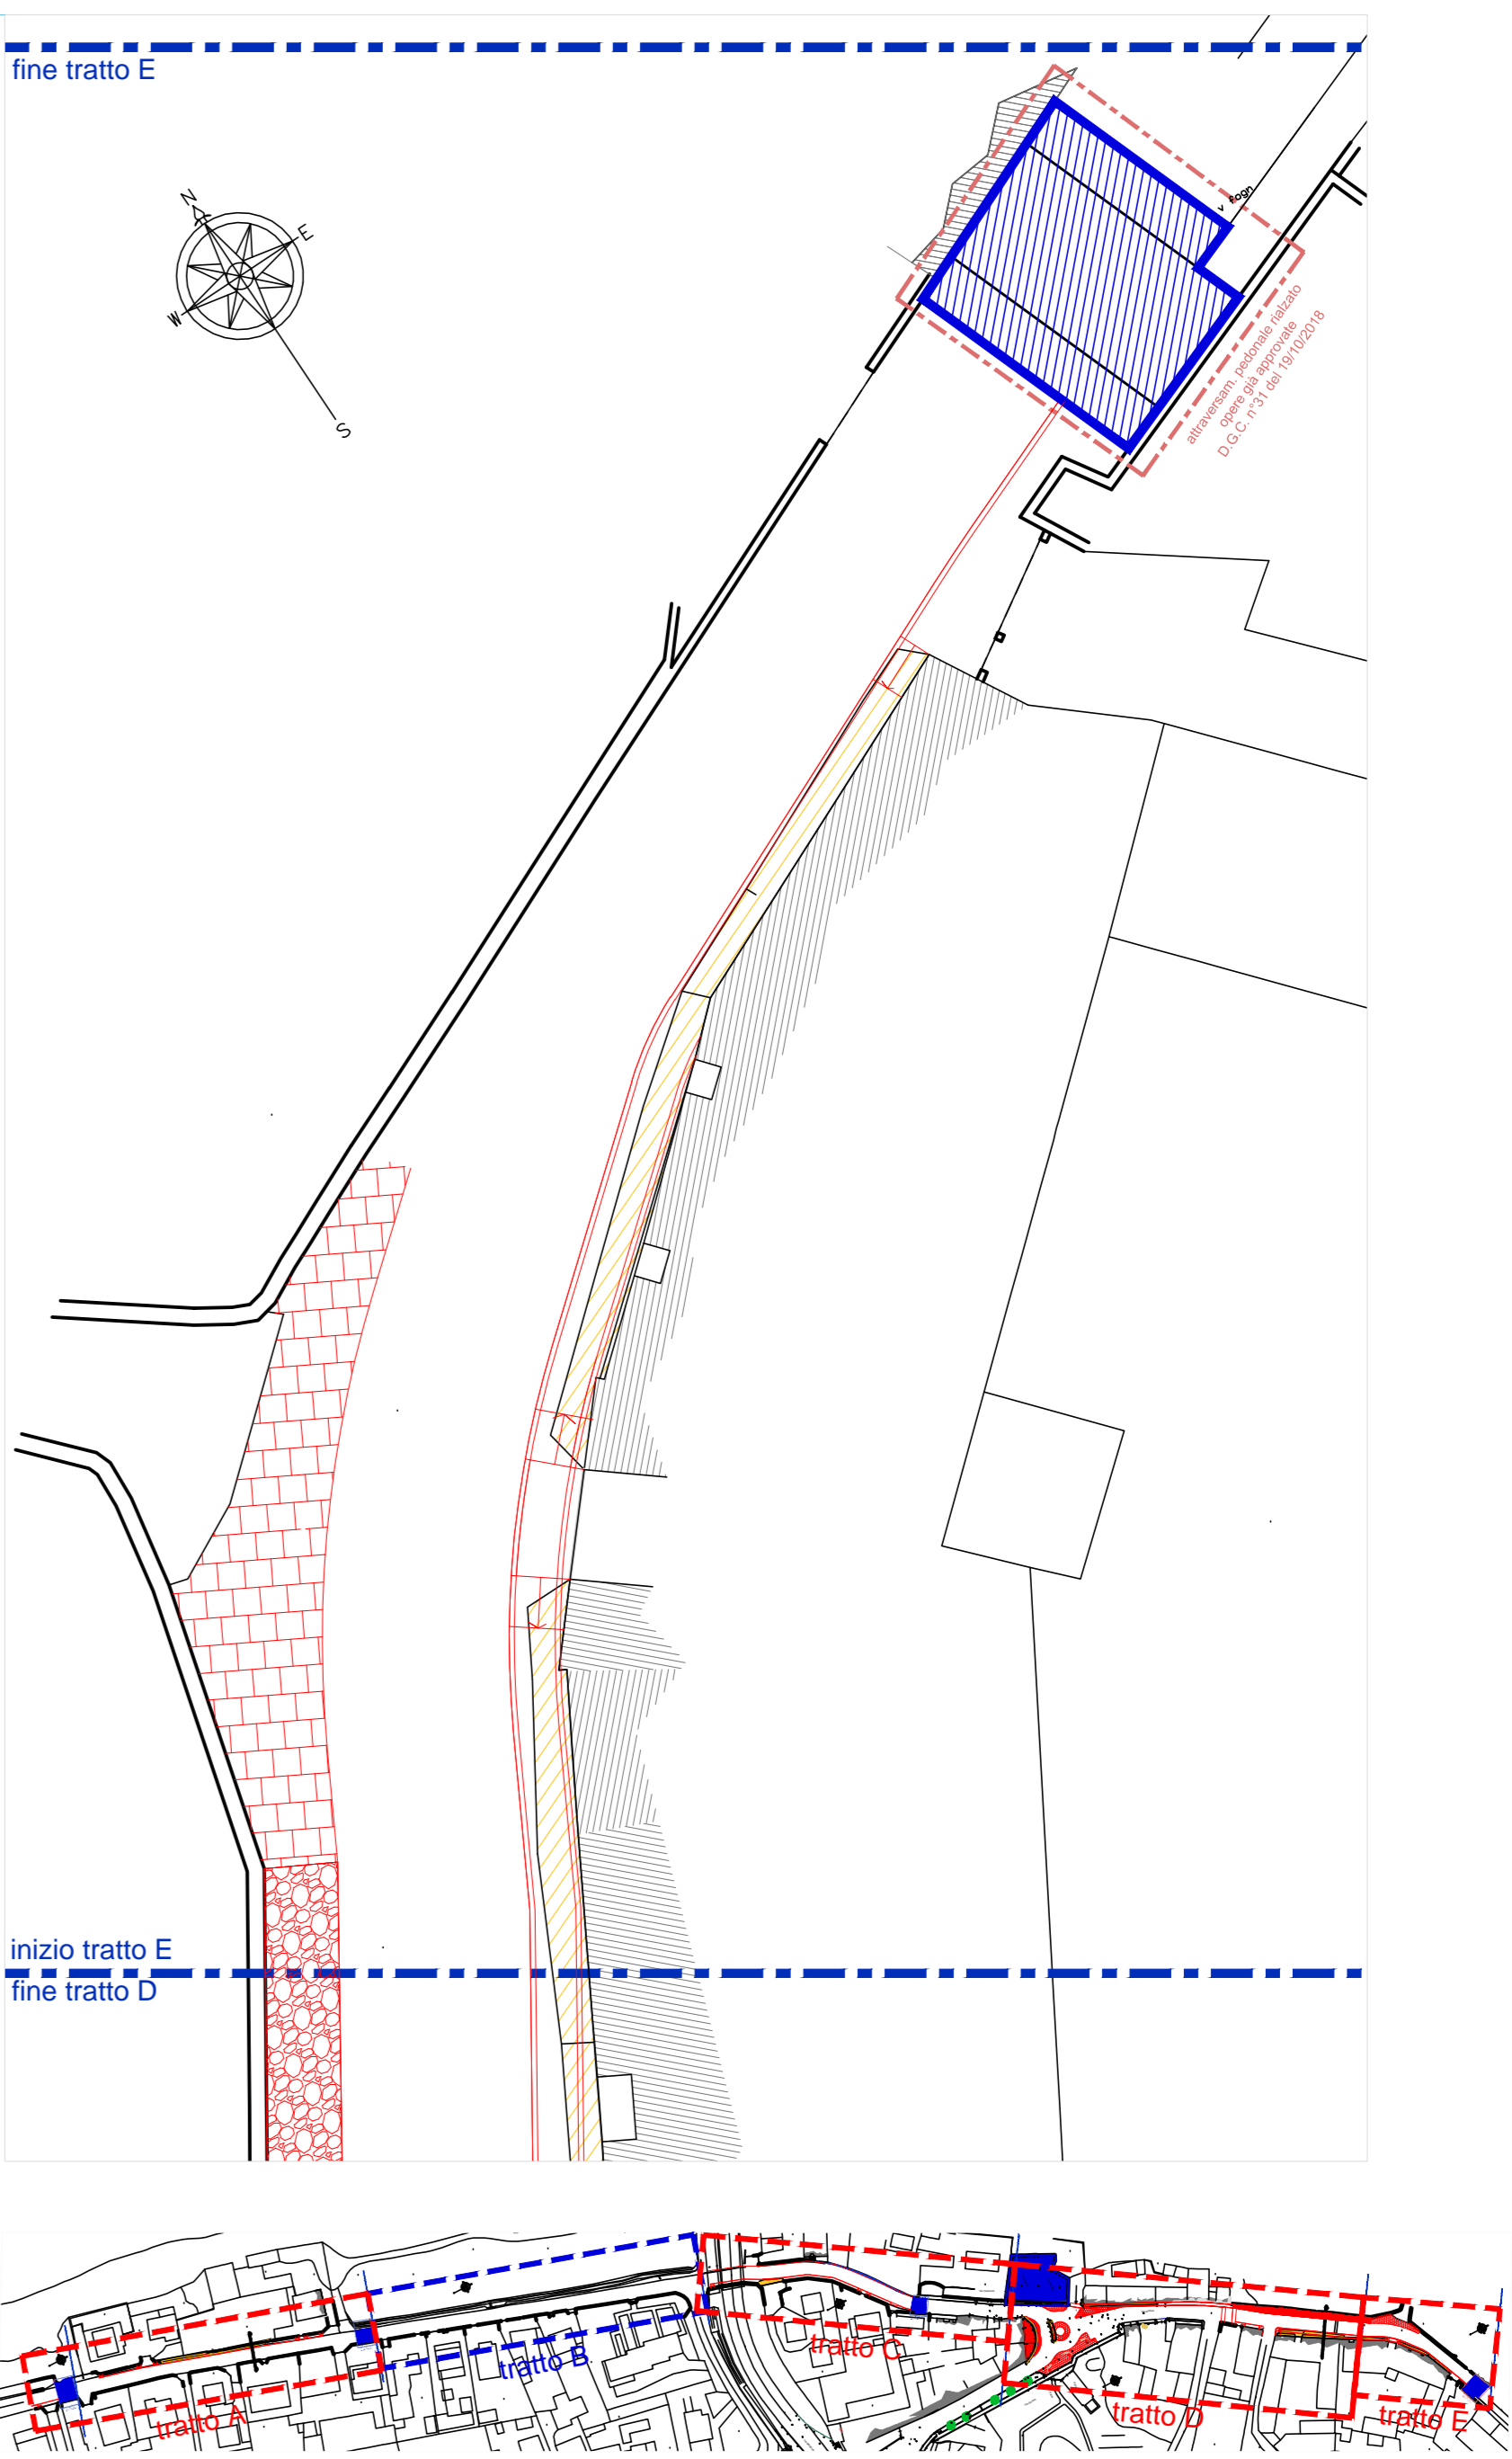 fine tratto E
N
E
W
S
v fogn
attraversam. pedonale rialzato
opere già approvate
D.G.C. n°31 del 19/10/2018
inizio tratto E
fine tratto D
tratto A
tratto B
tratto C
tratto D
tratto E